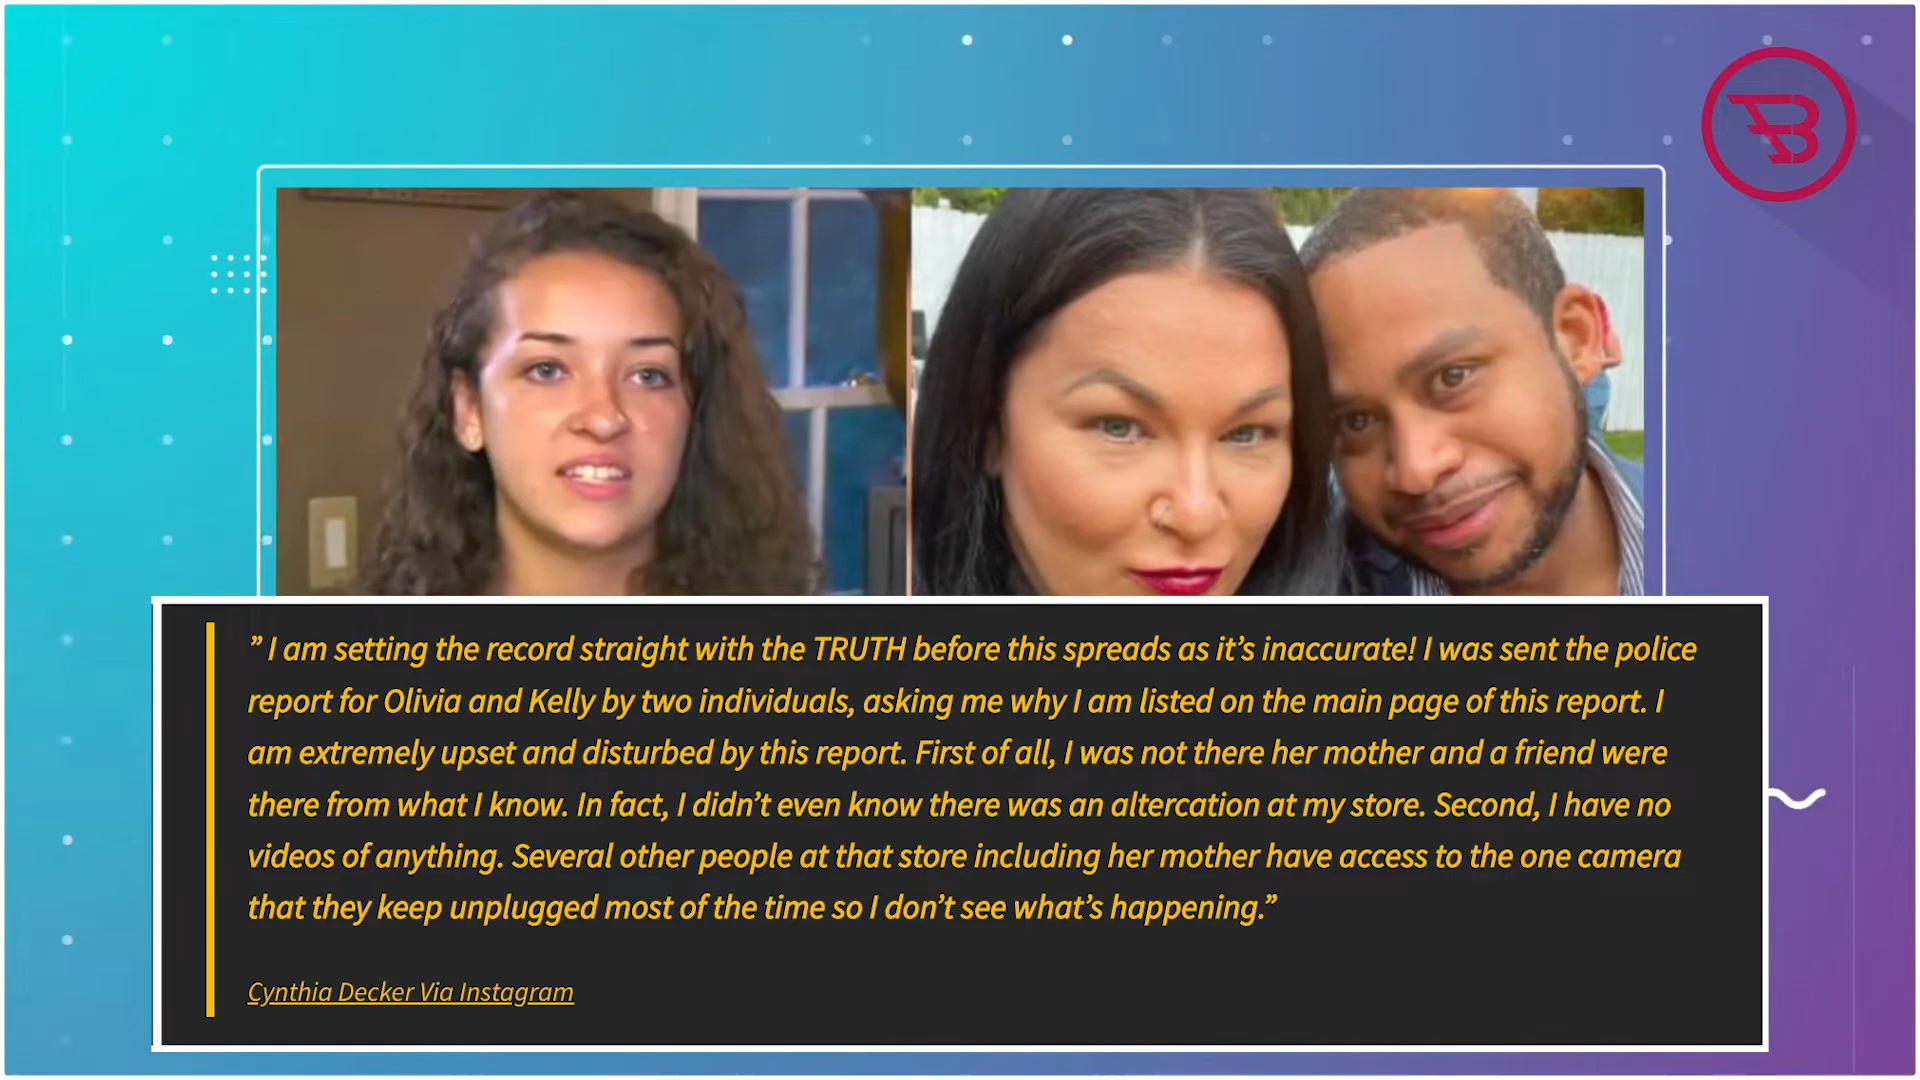 ” I am setting the record straight with the TRUTH before this spreads as it’s inaccurate! I was sent the police
report for Olivia and Kelly by two individuals, asking me why I am listed on the main page of this report. I
am extremely upset and disturbed by this report. First of all, I was not there her mother and a friend were
there from what I know. In fact, I didn’t even know there was an altercation at my store. Second, I have no
videos of anything. Several other people at that store including her mother have access to the one camera
that they keep unplugged most of the time so I don’t see what’s happening.”
Cynthia Decker Via Instagram